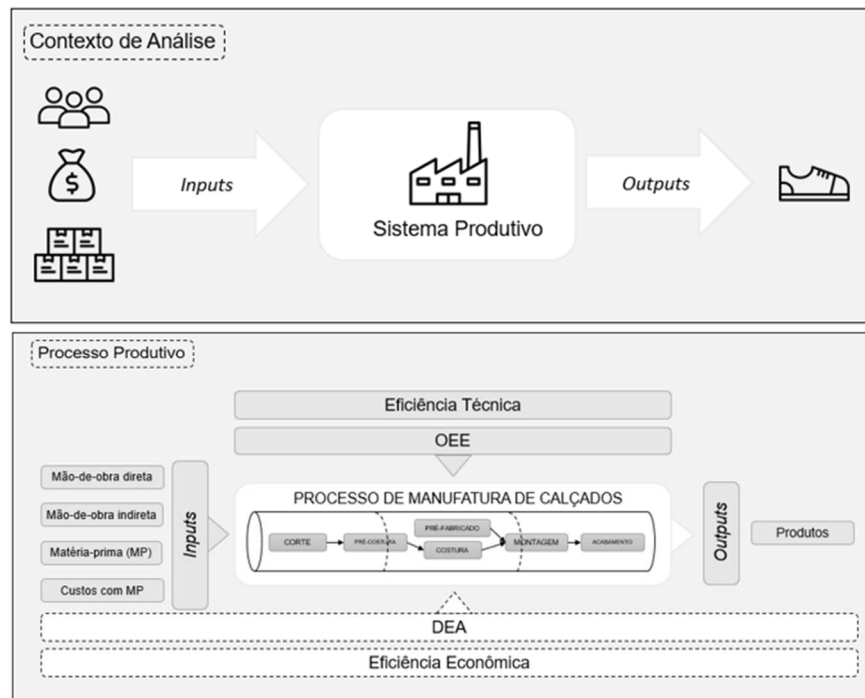 Contexto de Análise
$
Inputs
Sistema Produtivo
Outputs
Processo Produtivo
Eficiência Técnica
OEE
Mão-de-obra direta
Mão-de-obra indireta
Matéria-prima (MP)
Custos com MP
Inputs
PROCESSO DE MANUFATURA DE CALÇADOS
CORTE
PRÉ-COSTURA
PRÉ-FABRICADO
COSTURA
MONTAGEM
ACABAMENTO
Outputs
Produtos
DEA
Eficiência Econômica